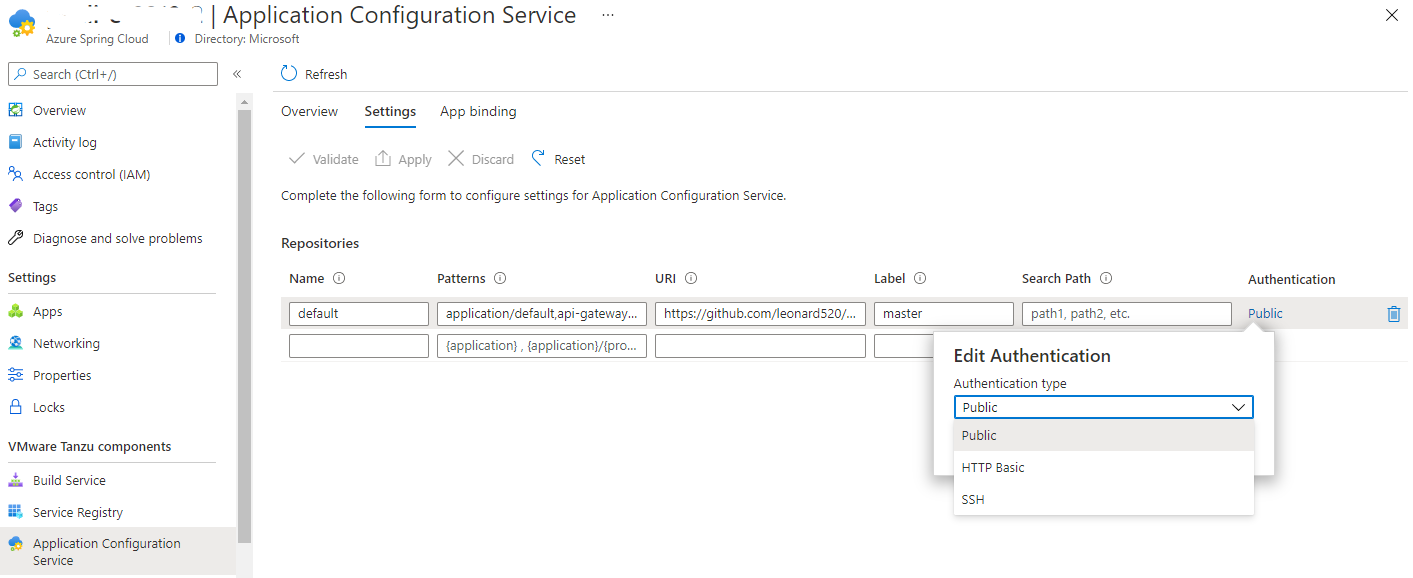 | Application Configuration Service ...
Azure Spring Cloud
Directory: Microsoft
Search (Ctrl+/)
«
Refresh
Overview
Activity log
Access control (IAM)
Tags
Diagnose and solve problems
Settings
Apps
Networking
Properties
Locks
VMware Tanzu components
Build Service
Service Registry
Application Configuration
Service
Overview Settings App binding
Validate Apply Discard Reset
Complete the following form to configure settings for Application Configuration Service.
Repositories
Name Patterns URI Label Search Path Authentication
default application/default,api-gateway... https://github.com/leonard520/... master path1, path2, etc. Public
{application} , {application}/{pro...
Edit Authentication
Authentication type
Public
Public
HTTP Basic
SSH